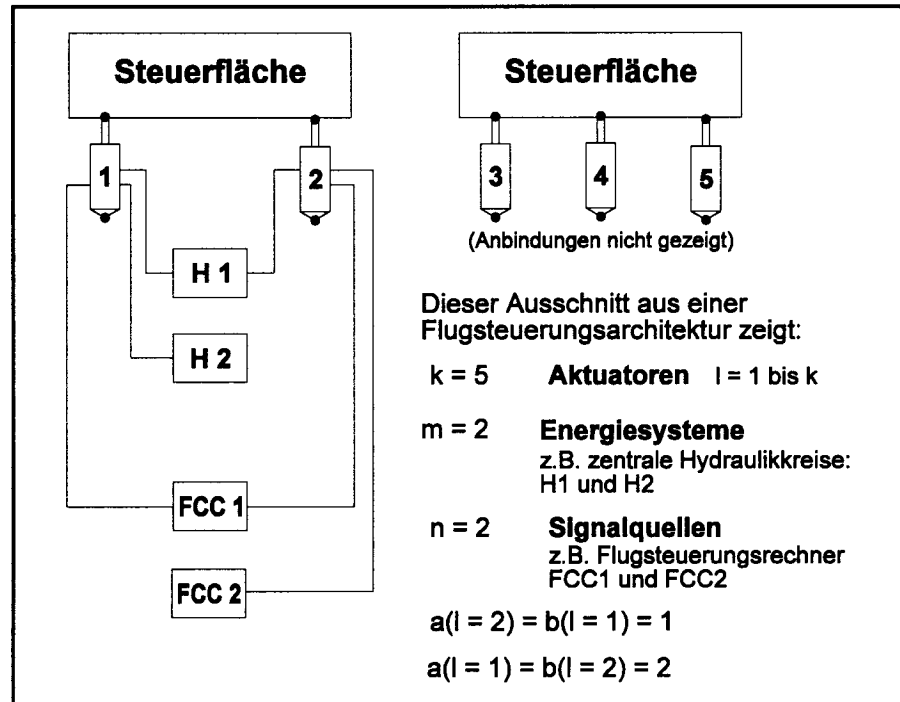 Steuerfläche
Steuerfläche
1
2
3
4
5
(Anbindungen nicht gezeigt)
H 1
H 2
FCC 1
FCC 2
Dieser Ausschnitt aus einer
Flugsteuerungsarchitektur zeigt:
k = 5 Aktuatoren l = 1 bis k
m = 2 Energiesysteme
z.B. zentrale Hydraulikkreise:
H1 und H2
n = 2 Signalquellen
z.B. Flugsteuerungsrechner
FCC1 und FCC2
a(l = 2) = b(l = 1) = 1
a(l = 1) = b(l = 2) = 2